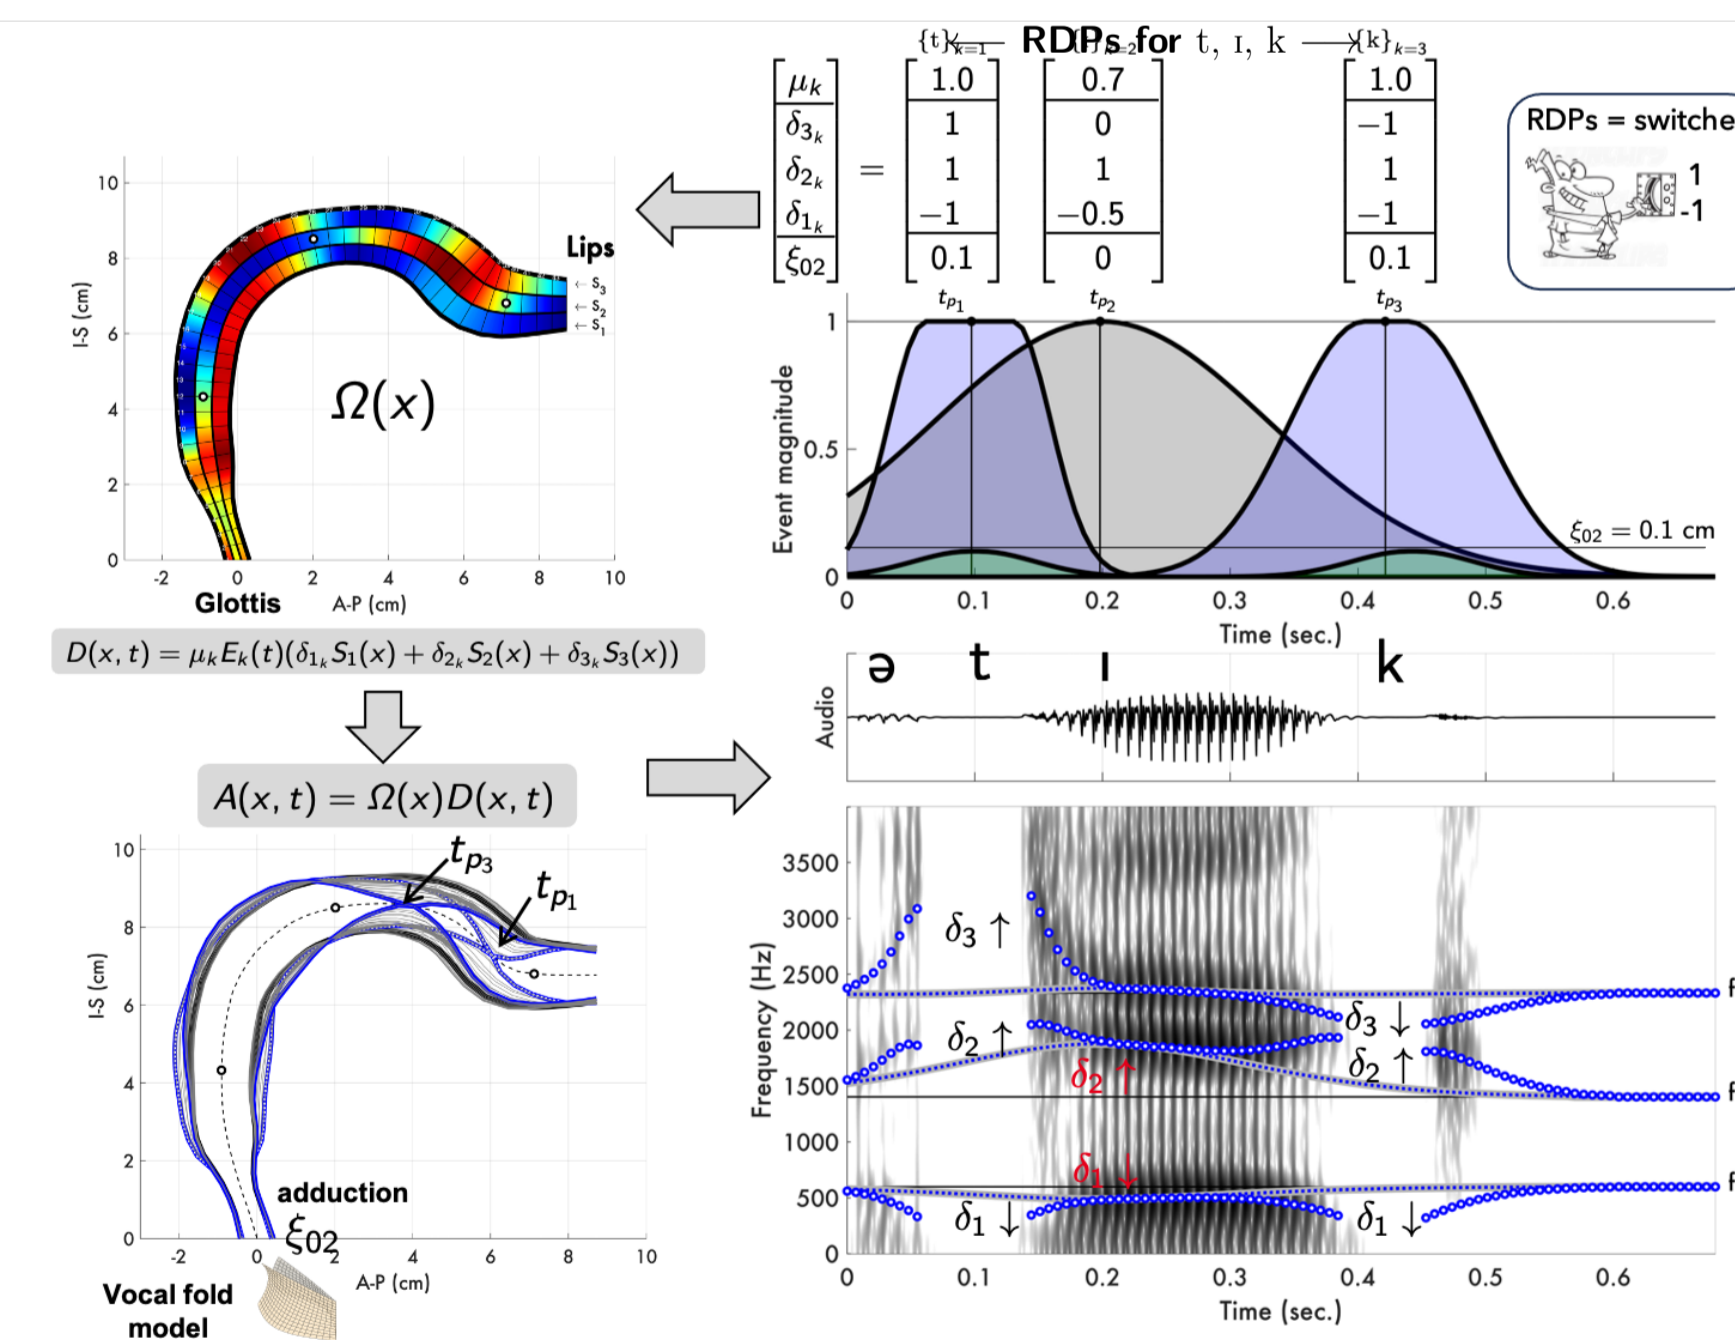 RDPs for t, ɪ, k
{t}k=1 k=2 {k}k=3
μk 1.0 0.7 1.0
δ3k 1 0 −1
δ2k = 1 1 1
δ1k −1 −0.5 −1
ξ02 0.1 0 0.1
RDPs = switche
1
-1
I-S (cm)
10
8
6
4
2
0
-2 0 2 4 6 8 10
Glottis A-P (cm)
Lips
← S3
← S2
← S1
Ω(x)
D(x, t) = μkEk(t)(δ1kS1(x) + δ2kS2(x) + δ3kS3(x))
A(x, t) = Ω(x)D(x, t)
tp1 tp2 tp3
Event magnitude
1
0.5
0
ξ02 = 0.1 cm
0 0.1 0.2 0.3 0.4 0.5 0.6
Time (sec.)
Audio
ə t ı k
I-S (cm)
10
8
6
4
2
0
tp3
tp1
adduction
ξ02
-2 0 2 4 6 8 10
A-P (cm)
Vocal fold
model
Frequency (Hz)
3500
3000
2500
2000
1500
1000
500
0
δ3 ↑
δ2 ↑
δ2 ↑
δ1 ↓
δ1 ↓
δ3 ↓
δ2 ↑
δ1 ↓
0 0.1 0.2 0.3 0.4 0.5 0.6
Time (sec.)